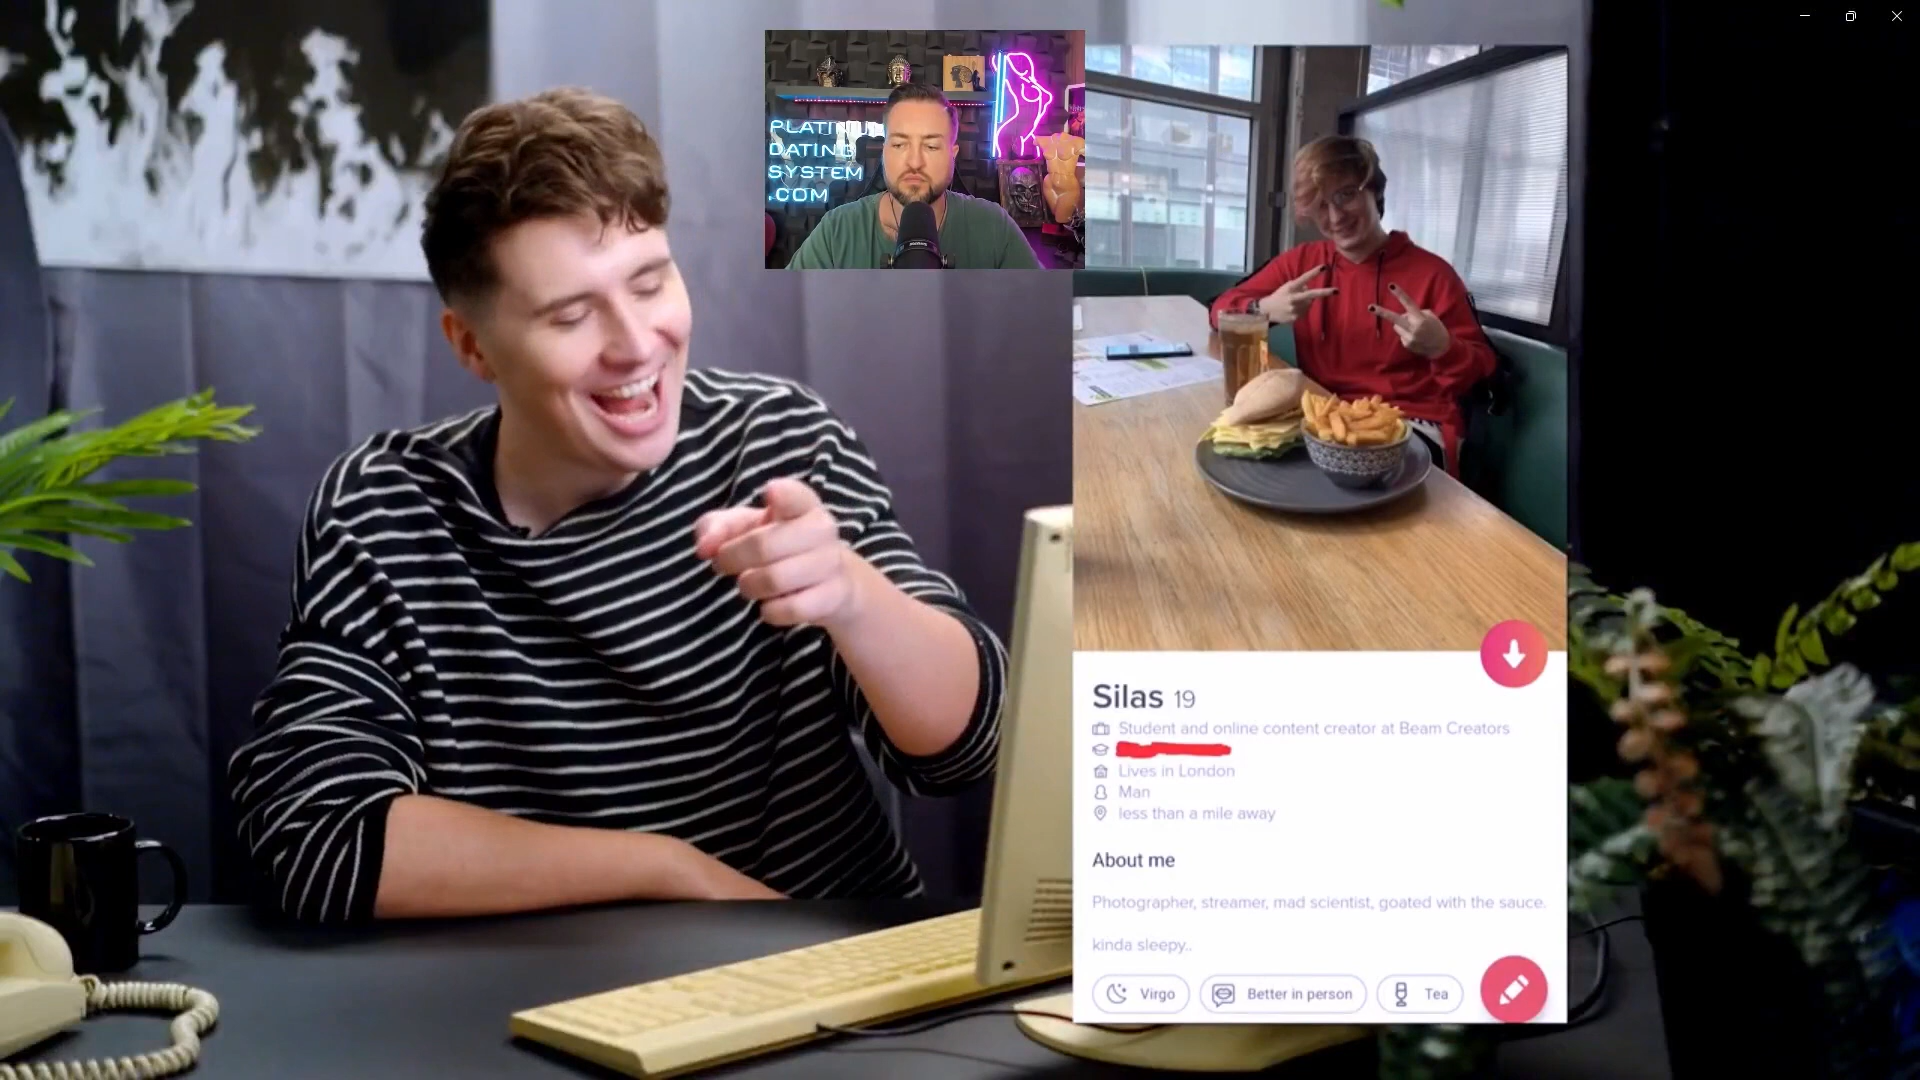 PLATINUM
DATING
SYSTEM
.COM
Silas 19
Student and online content creator at Beam Creators
Lives in London
Man
less than a mile away
About me
Photographer, streamer, mad scientist, goated with the sauce.
kinda sleepy..
Virgo
Better in person
Tea